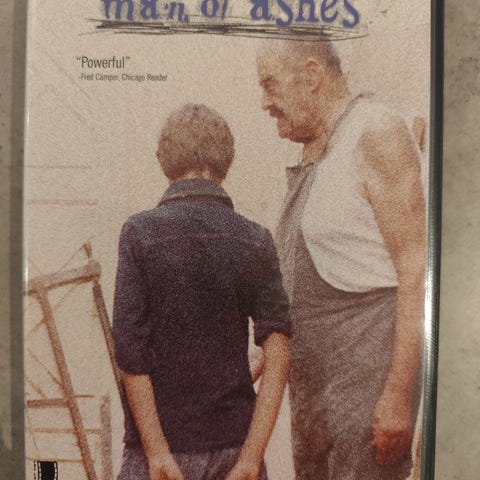 man of ashes
“Powerful”
-Fred Camper, Chicago Reader